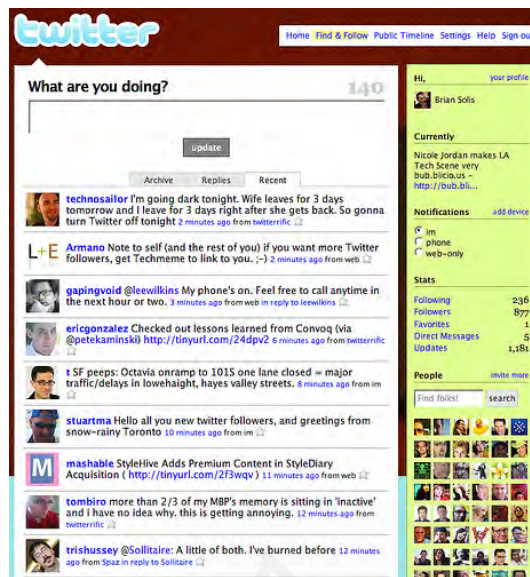 twitter
Home Find & Follow Public Timeline Settings Help Sign ou
What are you doing?
140
update
Archive Replies Recent
technosailor I'm going dark tonight. Wife leaves for 3 days
tomorrow and I leave for 3 days right after she gets back. So gonna
turn Twitter off tonight 2 minutes ago from twitterrific
L+E
Armano Note to self (and the rest of you) if you want more Twitter
followers, get Techmeme to link to you. ;-) 2 minutes ago from web
gapingvoid @leewilkins My phone's on. Feel free to call anytime in
the next hour or two. 3 minutes ago from web in reply to leewilkins
ericgonzalez Checked out lessons learned from Convoq (via
@petekaminski) http://tinyurl.com/24dpv2 6 minutes ago from twitterrific
t SF peeps: Octavia onramp to 101S one lane closed = major
traffic/delays in lowehaight, hayes valley streets. 8 minutes ago from im
stuartma Hello all you new twitter followers, and greetings from
snow-rainy Toronto 10 minutes ago from im
M
mashable StyleHive Adds Premium Content in StyleDiary
Acquisition ( http://tinyurl.com/2f3wqv ) 11 minutes ago from web
tombiro more than 2/3 of my MBP's memory is sitting in 'inactive'
and i have no idea why. this is getting annoying. 12 minutes ago from
twitterrific
trishussey @Sollitaire: A little of both. I've burned before 12 minutes
ago from Spaz in reply to Sollitaire
Hi, your profile
Brian Solis
Currently
Nicole Jordan makes LA
Tech Scene very
bub.blicio.us –
http://bub.bli...
Notifications add device
im
phone
web-only
Stats
Following 236
Followers 877
Favorites 1
Direct Messages 5
Updates 1,181
People invite more
Find folks! search